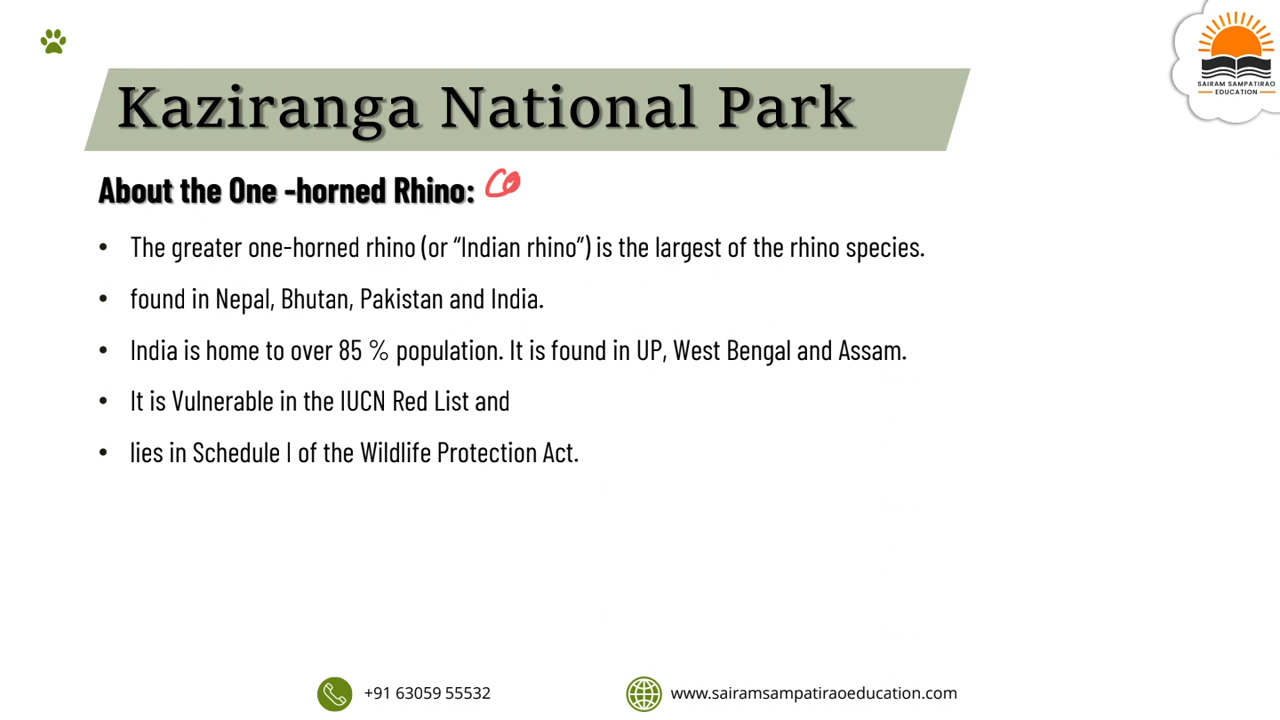 SAIRAM SAMPATIRAO
EDUCATION
Kaziranga National Park
About the One -horned Rhino:
• The greater one-horned rhino (or “Indian rhino”) is the largest of the rhino species.
• found in Nepal, Bhutan, Pakistan and India.
• India is home to over 85 % population. It is found in UP, West Bengal and Assam.
• It is Vulnerable in the IUCN Red List and
• lies in Schedule I of the Wildlife Protection Act.
+91 63059 55532
www.sairamsampatiraoeducation.com